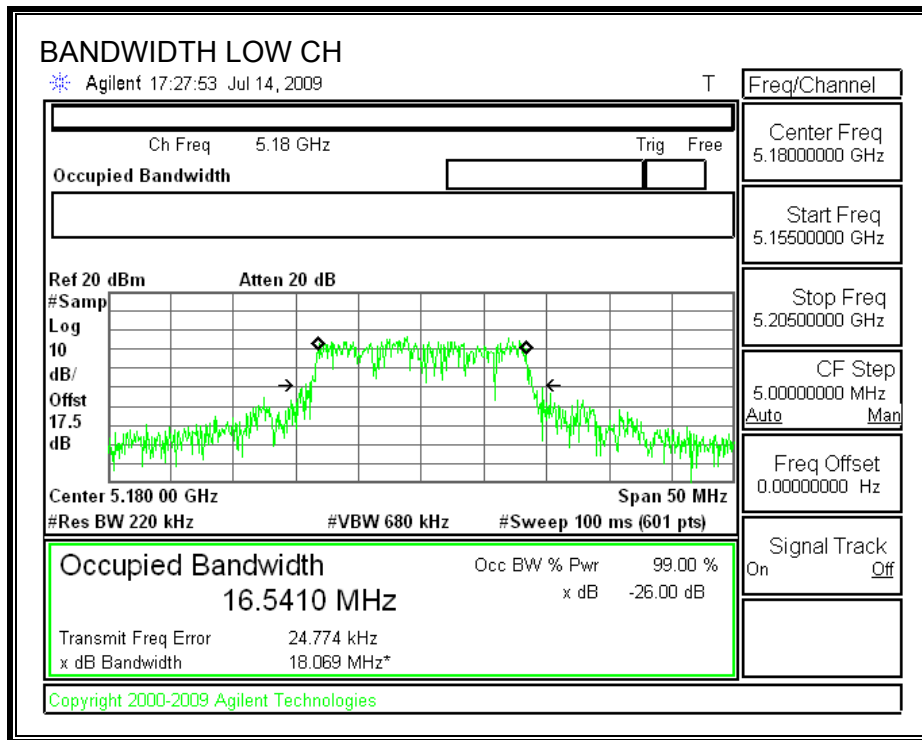 BANDWIDTH LOW CH
Agilent 17:27:53 Jul 14, 2009
T
Freq/Channel
Ch Freq 5.18 GHz
Trig Free
Occupied Bandwidth
Center Freq
5.18000000 GHz
Start Freq
5.15500000 GHz
Stop Freq
5.20500000 GHz
CF Step
5.00000000 MHz
Auto Man
Freq Offset
0.00000000 Hz
Signal Track
On Off
Ref 20 dBm
Atten 20 dB
#Samp
Log
10
dB/
Offst
17.5
dB
Center 5.180 00 GHz
Span 50 MHz
#Res BW 220 kHz
#VBW 680 kHz
#Sweep 100 ms (601 pts)
Occupied Bandwidth
16.5410 MHz
Occ BW % Pwr 99.00 %
x dB -26.00 dB
Transmit Freq Error 24.774 kHz
x dB Bandwidth 18.069 MHz*
Copyright 2000-2009 Agilent Technologies